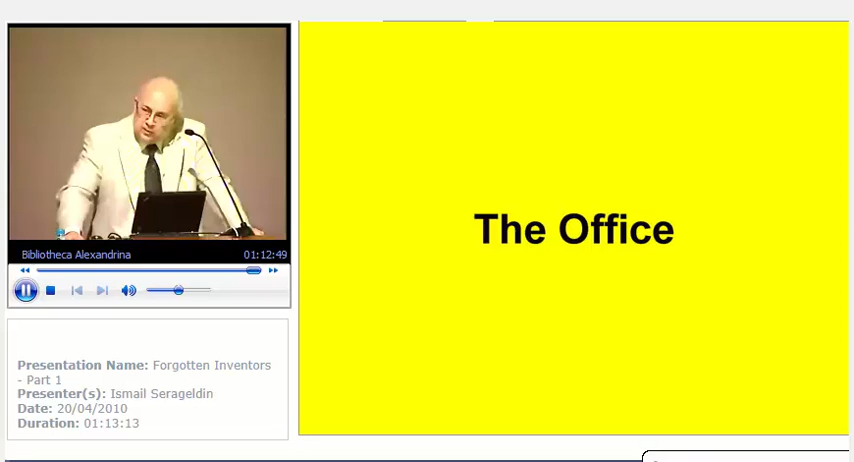 The Office
Bibliotheca Alexandrina 01:12:49
Presentation Name: Forgotten Inventors
- Part 1
Presenter(s): Ismail Serageldin
Date: 20/04/2010
Duration: 01:13:13